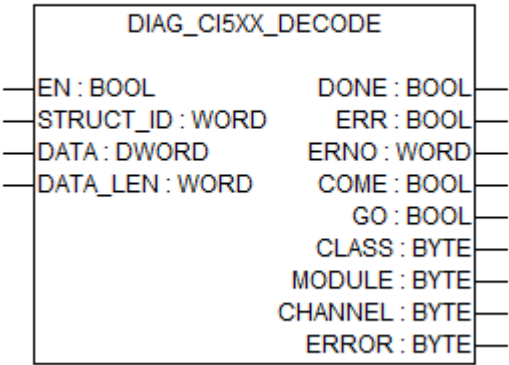 DIAG_CI5XX_DECODE
EN : BOOL DONE : BOOL
STRUCT_ID : WORD ERR : BOOL
DATA : DWORD ERNO : WORD
DATA_LEN : WORD COME : BOOL
GO : BOOL
CLASS : BYTE
MODULE : BYTE
CHANNEL : BYTE
ERROR : BYTE